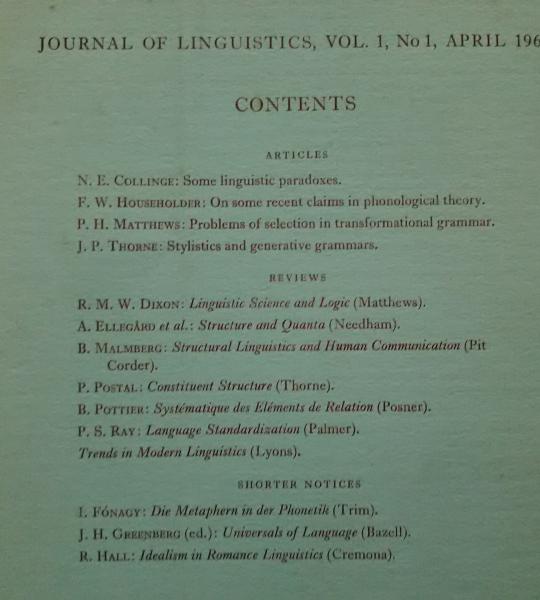 JOURNAL OF LINGUISTICS, VOL. 1, No 1, APRIL 196
CONTENTS
ARTICLES
N. E. COLLINGE: Some linguistic paradoxes.
F. W. HOUSEHOLDER: On some recent claims in phonological theory.
P. H. MATTHEWS: Problems of selection in transformational grammar.
J. P. THORNE: Stylistics and generative grammars.
REVIEWS
R. M. W. DIXON: Linguistic Science and Logic (Matthews).
A. ELLEGÅRD et al.: Structure and Quanta (Needham).
B. MALMBERG: Structural Linguistics and Human Communication (Pit
Corder).
P. POSTAL: Constituent Structure (Thorne).
B. POTTIER: Systématique des Eléments de Relation (Posner).
P. S. RAY: Language Standardization (Palmer).
Trends in Modern Linguistics (Lyons).
SHORTER NOTICES
I. FÓNAGY: Die Metaphern in der Phonetik (Trim).
J. H. GREENBERG (ed.): Universals of Language (Bazell).
R. HALL: Idealism in Romance Linguistics (Cremona).